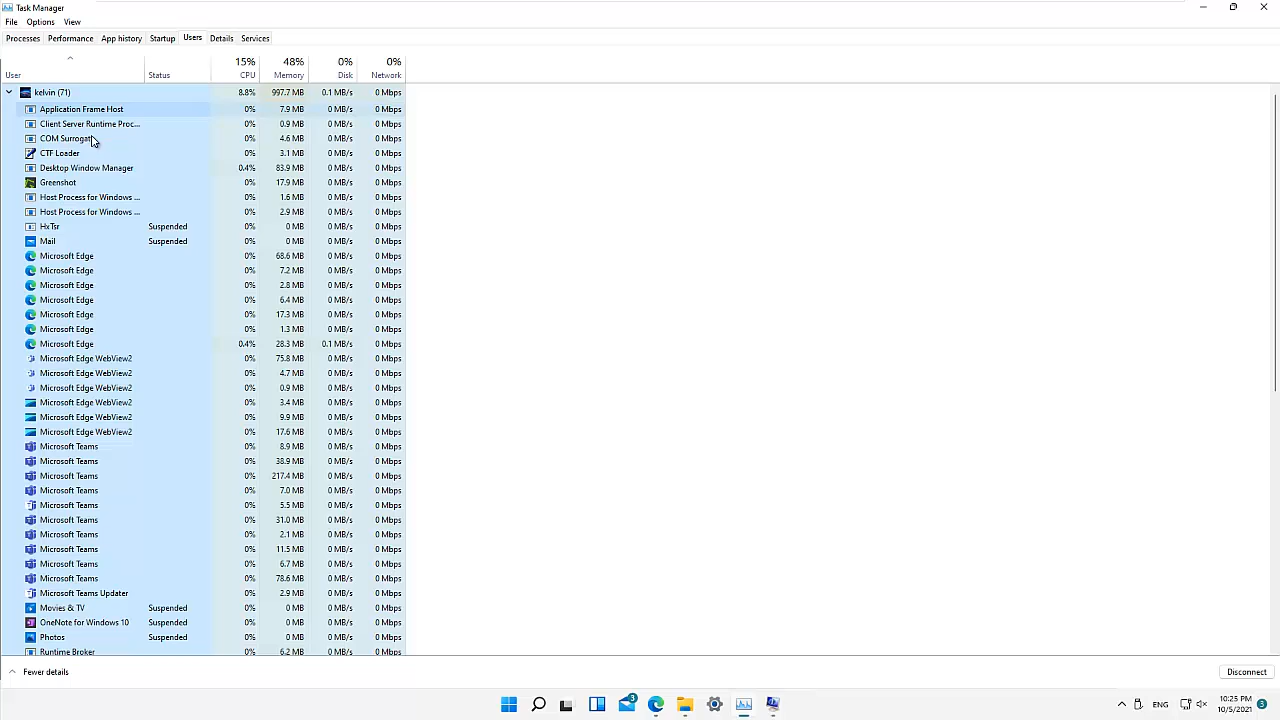 Task Manager
File Options View
Processes Performance App history Startup Users Details Services
15% 48% 0% 0%
User Status CPU Memory Disk Network
kelvin (71) 8.8% 997.7 MB 0.1 MB/s 0 Mbps
Application Frame Host 0% 7.9 MB 0 MB/s 0 Mbps
Client Server Runtime Proc... 0% 0.9 MB 0 MB/s 0 Mbps
COM Surrogat 0% 4.6 MB 0 MB/s 0 Mbps
CTF Loader 0% 3.1 MB 0 MB/s 0 Mbps
Desktop Window Manager 0.4% 83.9 MB 0 MB/s 0 Mbps
Greenshot 0% 17.9 MB 0 MB/s 0 Mbps
Host Process for Windows ... 0% 1.6 MB 0 MB/s 0 Mbps
Host Process for Windows ... 0% 2.9 MB 0 MB/s 0 Mbps
HxTsr Suspended 0% 0 MB 0 MB/s 0 Mbps
Mail Suspended 0% 0 MB 0 MB/s 0 Mbps
Microsoft Edge 0% 68.6 MB 0 MB/s 0 Mbps
Microsoft Edge 0% 7.2 MB 0 MB/s 0 Mbps
Microsoft Edge 0% 2.8 MB 0 MB/s 0 Mbps
Microsoft Edge 0% 6.4 MB 0 MB/s 0 Mbps
Microsoft Edge 0% 17.3 MB 0 MB/s 0 Mbps
Microsoft Edge 0% 1.3 MB 0 MB/s 0 Mbps
Microsoft Edge 0.4% 28.3 MB 0.1 MB/s 0 Mbps
Microsoft Edge WebView2 0% 75.8 MB 0 MB/s 0 Mbps
Microsoft Edge WebView2 0% 4.7 MB 0 MB/s 0 Mbps
Microsoft Edge WebView2 0% 0.9 MB 0 MB/s 0 Mbps
Microsoft Edge WebView2 0% 3.4 MB 0 MB/s 0 Mbps
Microsoft Edge WebView2 0% 9.9 MB 0 MB/s 0 Mbps
Microsoft Edge WebView2 0% 17.6 MB 0 MB/s 0 Mbps
Microsoft Teams 0% 8.9 MB 0 MB/s 0 Mbps
Microsoft Teams 0% 38.9 MB 0 MB/s 0 Mbps
Microsoft Teams 0% 217.4 MB 0 MB/s 0 Mbps
Microsoft Teams 0% 7.0 MB 0 MB/s 0 Mbps
Microsoft Teams 0% 5.5 MB 0 MB/s 0 Mbps
Microsoft Teams 0% 31.0 MB 0 MB/s 0 Mbps
Microsoft Teams 0% 2.1 MB 0 MB/s 0 Mbps
Microsoft Teams 0% 11.5 MB 0 MB/s 0 Mbps
Microsoft Teams 0% 6.7 MB 0 MB/s 0 Mbps
Microsoft Teams 0% 78.6 MB 0 MB/s 0 Mbps
Microsoft Teams Updater 0% 2.9 MB 0 MB/s 0 Mbps
Movies & TV Suspended 0% 0 MB 0 MB/s 0 Mbps
OneNote for Windows 10 Suspended 0% 0 MB 0 MB/s 0 Mbps
Photos Suspended 0% 0 MB 0 MB/s 0 Mbps
Runtime Broker 0% 6.2 MB 0 MB/s 0 Mbps
Fewer details Disconnect
3 ENG 10:25 PM 3
10/5/2021